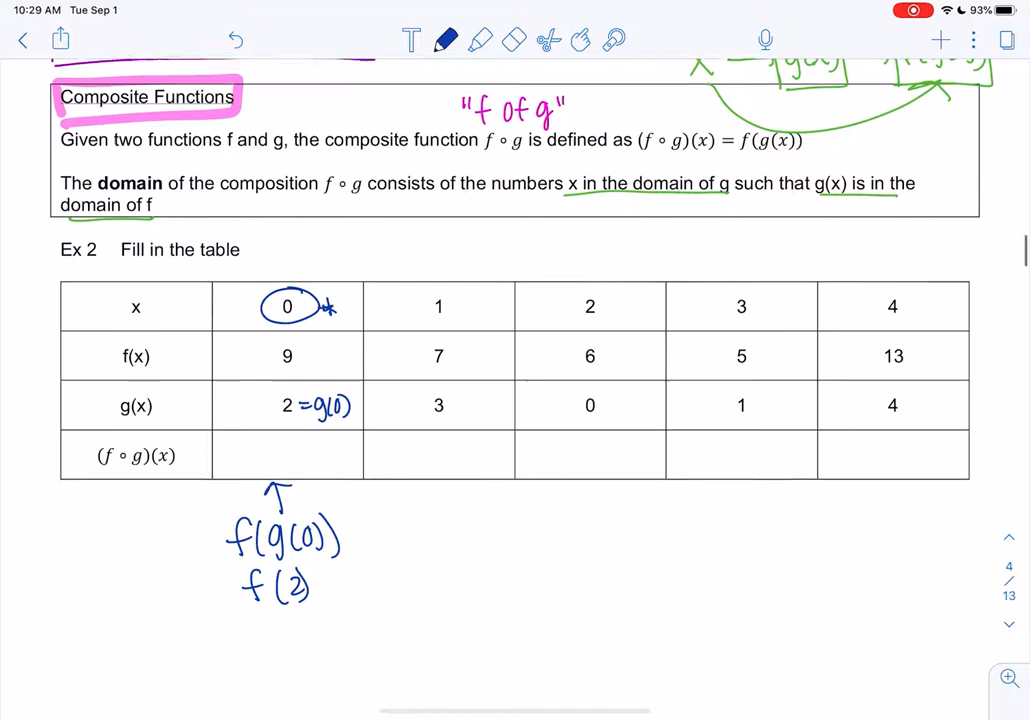 10:29 AM Tue Sep 1
93%
Composite Functions
"f of g"
Given two functions f and g, the composite function f ∘ g is defined as (f ∘ g)(x) = f(g(x))
The domain of the composition f ∘ g consists of the numbers x in the domain of g such that g(x) is in the
domain of f
Ex 2 Fill in the table
x 0 * 1 2 3 4
f(x) 9 7 6 5 13
g(x) 2 =g(0) 3 0 1 4
(f ∘ g)(x)
f(g(0))
f(2)
4
/
13